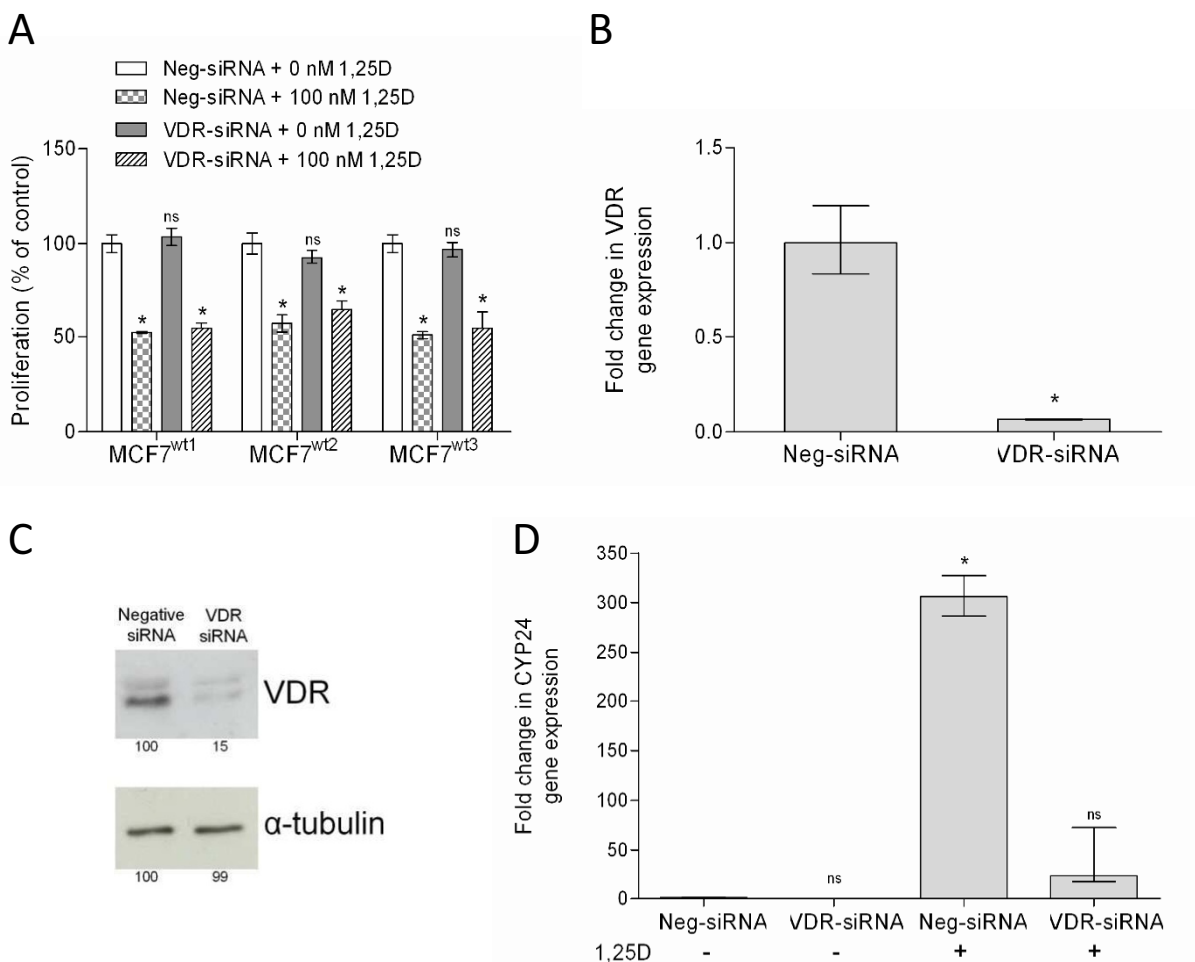 A
Neg-siRNA + 0 nM 1,25D
Neg-siRNA + 100 nM 1,25D
VDR-siRNA + 0 nM 1,25D
VDR-siRNA + 100 nM 1,25D
Proliferation (% of control)
150
100
50
0
ns
ns
ns
*
*
*
*
*
*
MCF7wt1
MCF7wt2
MCF7wt3
B
Fold change in VDR
gene expression
1.5
1.0
0.5
0.0
*
Neg-siRNA
VDR-siRNA
C
Negative
siRNA
VDR
siRNA
VDR
100
15
α-tubulin
100
99
D
Fold change in CYP24
gene expression
350
300
250
200
150
100
50
0
ns
*
ns
Neg-siRNA
VDR-siRNA
Neg-siRNA
VDR-siRNA
1,25D - - + +